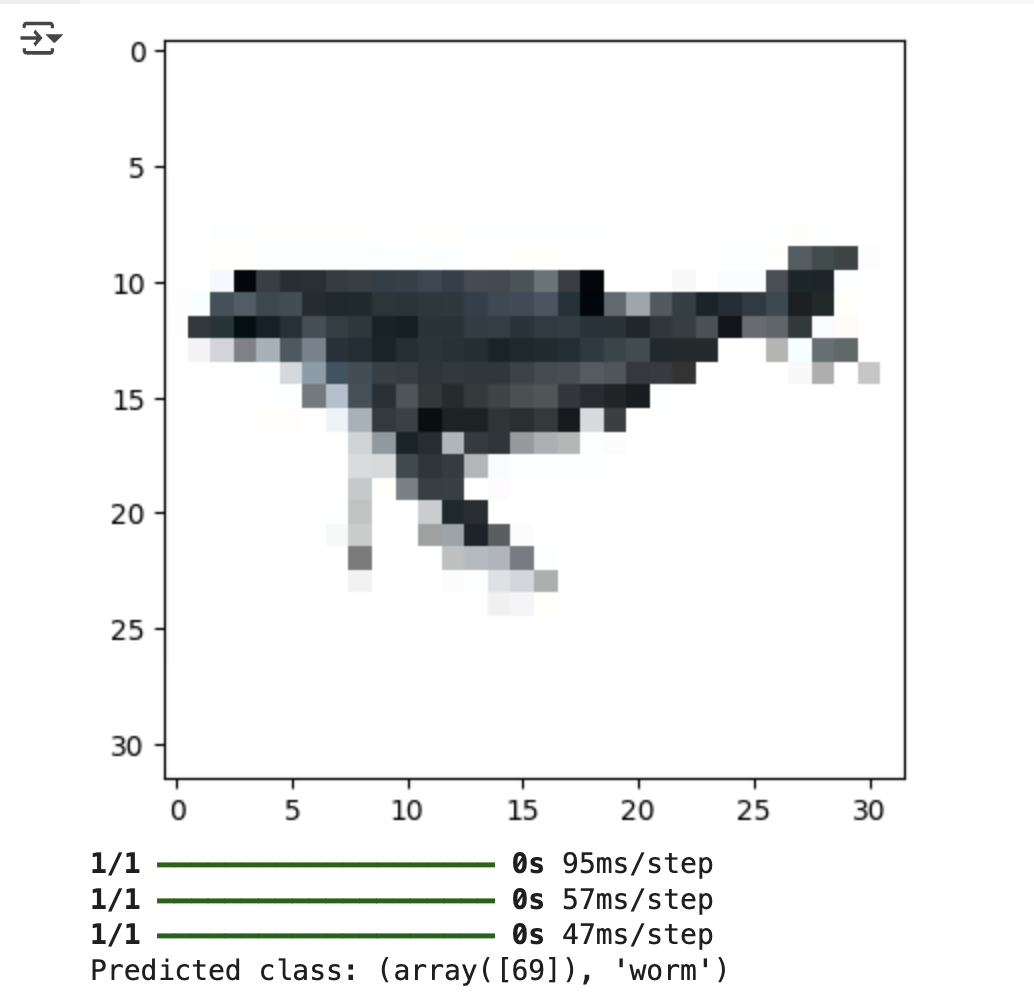 0
5
10
15
20
25
30
0 5 10 15 20 25 30
1/1 ━━━━━━━━━━━━━━━━━━━━ 0s 95ms/step
1/1 ━━━━━━━━━━━━━━━━━━━━ 0s 57ms/step
1/1 ━━━━━━━━━━━━━━━━━━━━ 0s 47ms/step
Predicted class: (array([69]), 'worm')